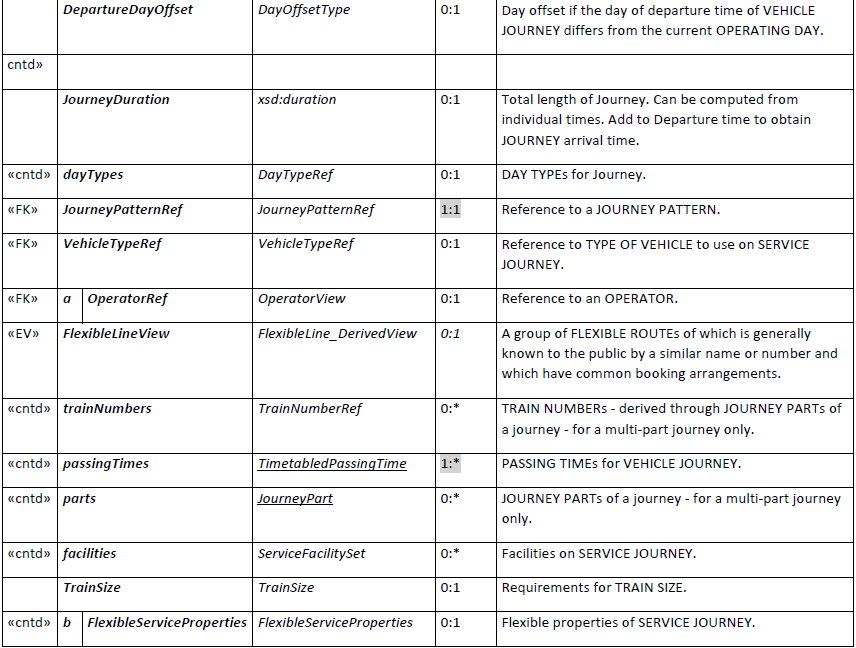 DepartureDayOffset DayOffsetType 0:1 Day offset if the day of departure time of VEHICLE
JOURNEY differs from the current OPERATING DAY.
cntd»
JourneyDuration xsd:duration 0:1 Total length of Journey. Can be computed from
individual times. Add to Departure time to obtain
JOURNEY arrival time.
«cntd» dayTypes DayTypeRef 0:1 DAY TYPEs for Journey.
«FK» JourneyPatternRef JourneyPatternRef 1:1 Reference to a JOURNEY PATTERN.
«FK» VehicleTypeRef VehicleTypeRef 0:1 Reference to TYPE OF VEHICLE to use on SERVICE
JOURNEY.
«FK» a OperatorRef OperatorView 0:1 Reference to an OPERATOR.
«EV» FlexibleLineView FlexibleLine_DerivedView 0:1 A group of FLEXIBLE ROUTEs of which is generally
known to the public by a similar name or number and
which have common booking arrangements.
«cntd» trainNumbers TrainNumberRef 0:* TRAIN NUMBERs - derived through JOURNEY PARTs of
a journey - for a multi-part journey only.
«cntd» passingTimes TimetabledPassingTime 1:* PASSING TIMEs for VEHICLE JOURNEY.
«cntd» parts JourneyPart 0:* JOURNEY PARTs of a journey - for a multi-part journey
only.
«cntd» facilities ServiceFacilitySet 0:* Facilities on SERVICE JOURNEY.
TrainSize TrainSize 0:1 Requirements for TRAIN SIZE.
«cntd» b FlexibleServiceProperties FlexibleServiceProperties 0:1 Flexible properties of SERVICE JOURNEY.